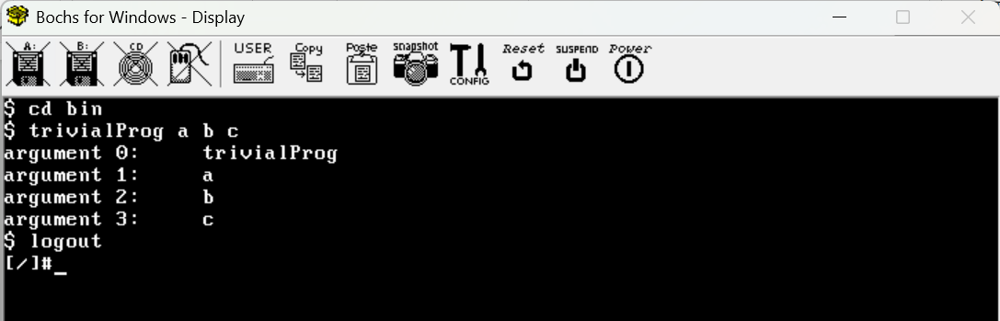 Bochs for Windows - Display
A: B: CD USER Copy Paste snapshot CONFIG Reset SUSPEND Power
$ cd bin
$ trivialProg a b c
argument 0: trivialProg
argument 1: a
argument 2: b
argument 3: c
$ logout
[/]#_